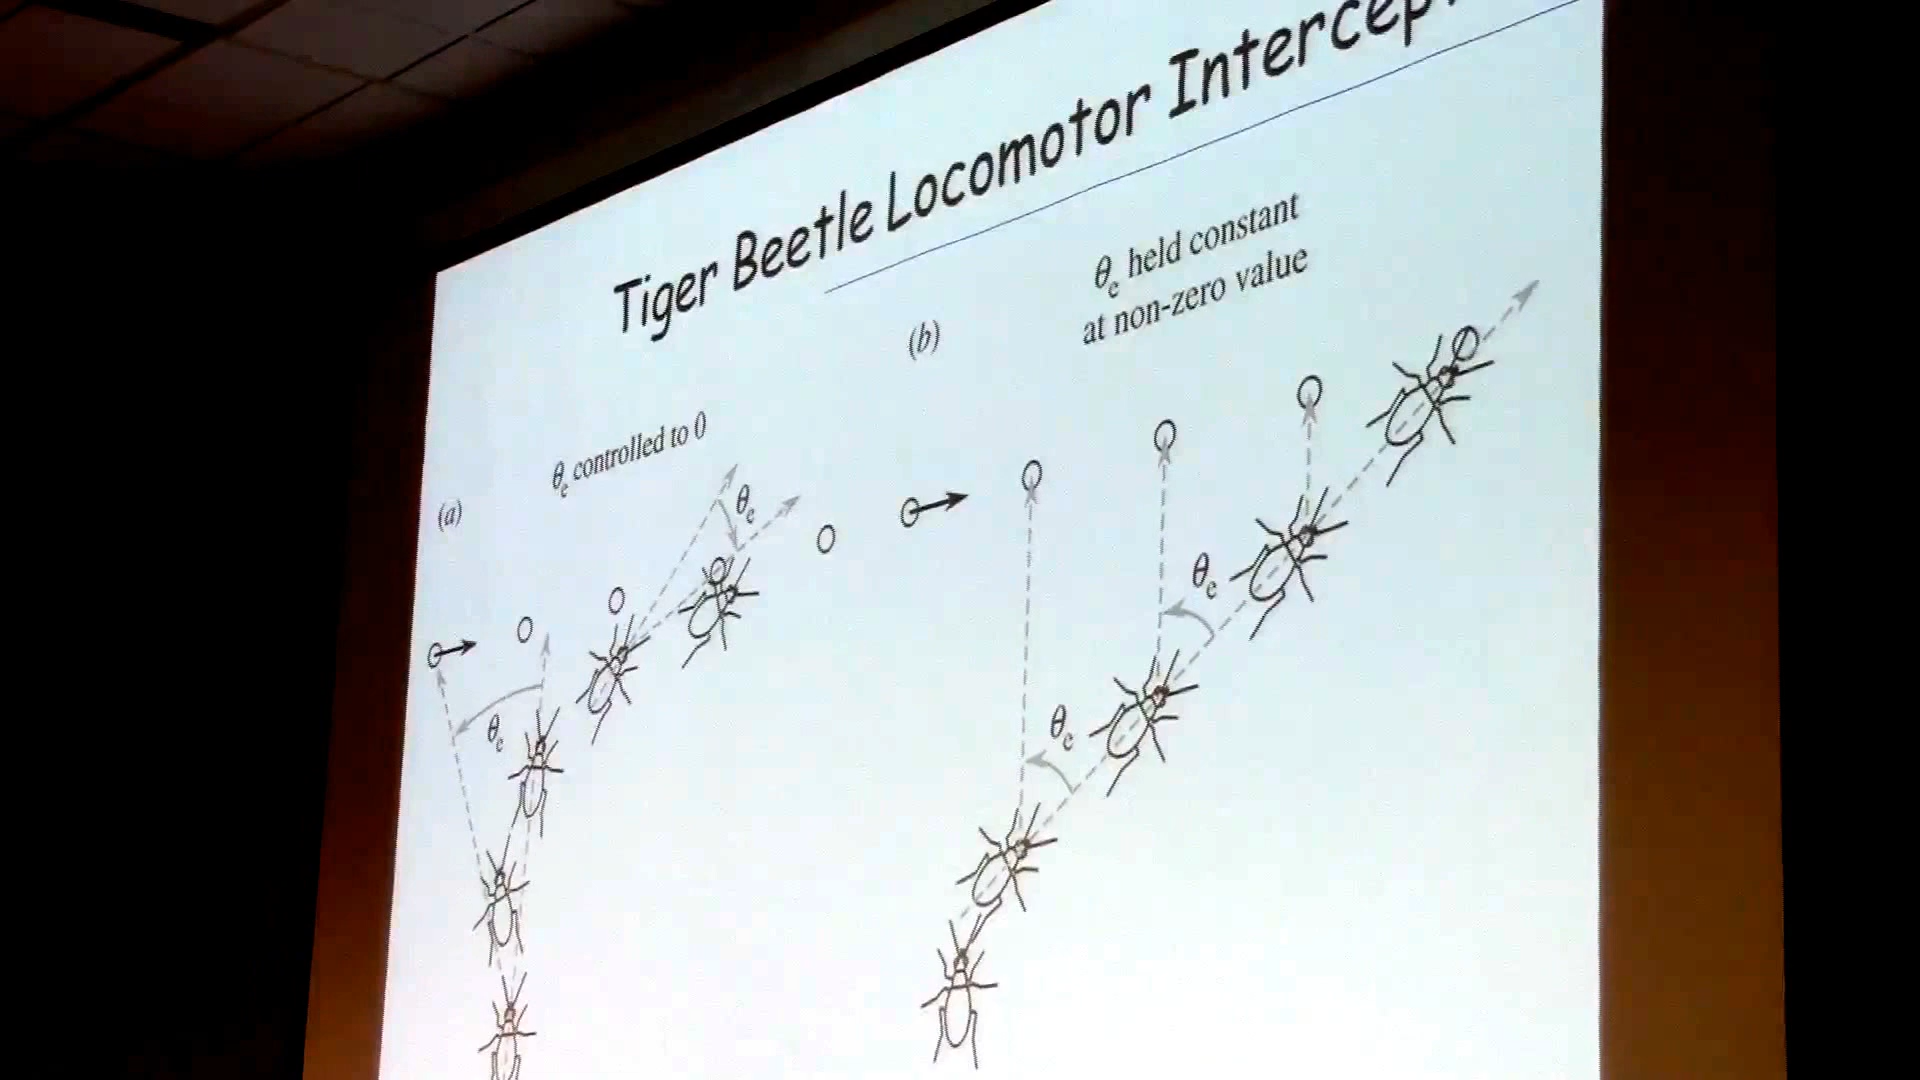 Tiger Beetle Locomotor Intercep
(a)
θe controlled to 0
θe
θe
(b)
θe held constant
at non-zero value
θe
θe